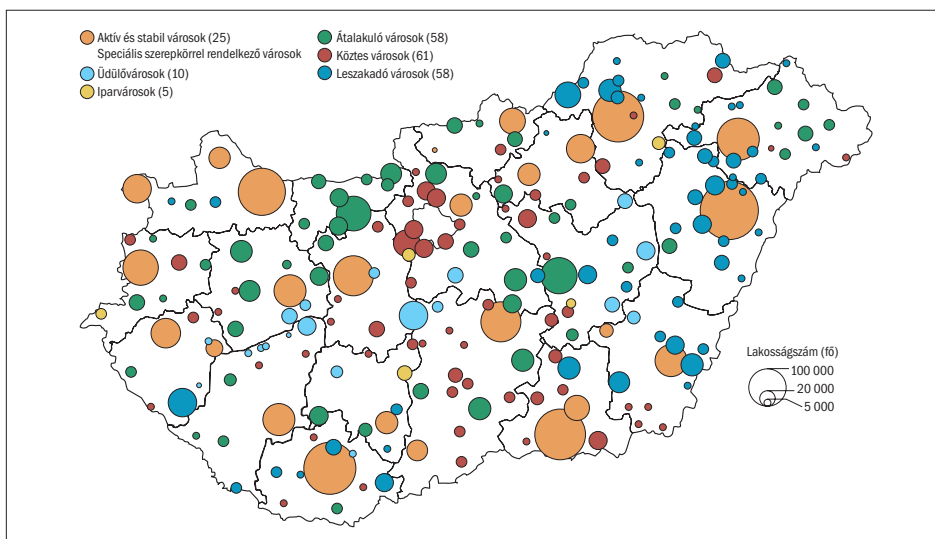 Aktív és stabil városok (25)
Speciális szerepkörrel rendelkező városok
Üdülővárosok (10)
Iparvárosok (5)
Átalakuló városok (58)
Köztes városok (61)
Leszakadó városok (58)
Lakosságszám (fő)
100 000
20 000
5 000